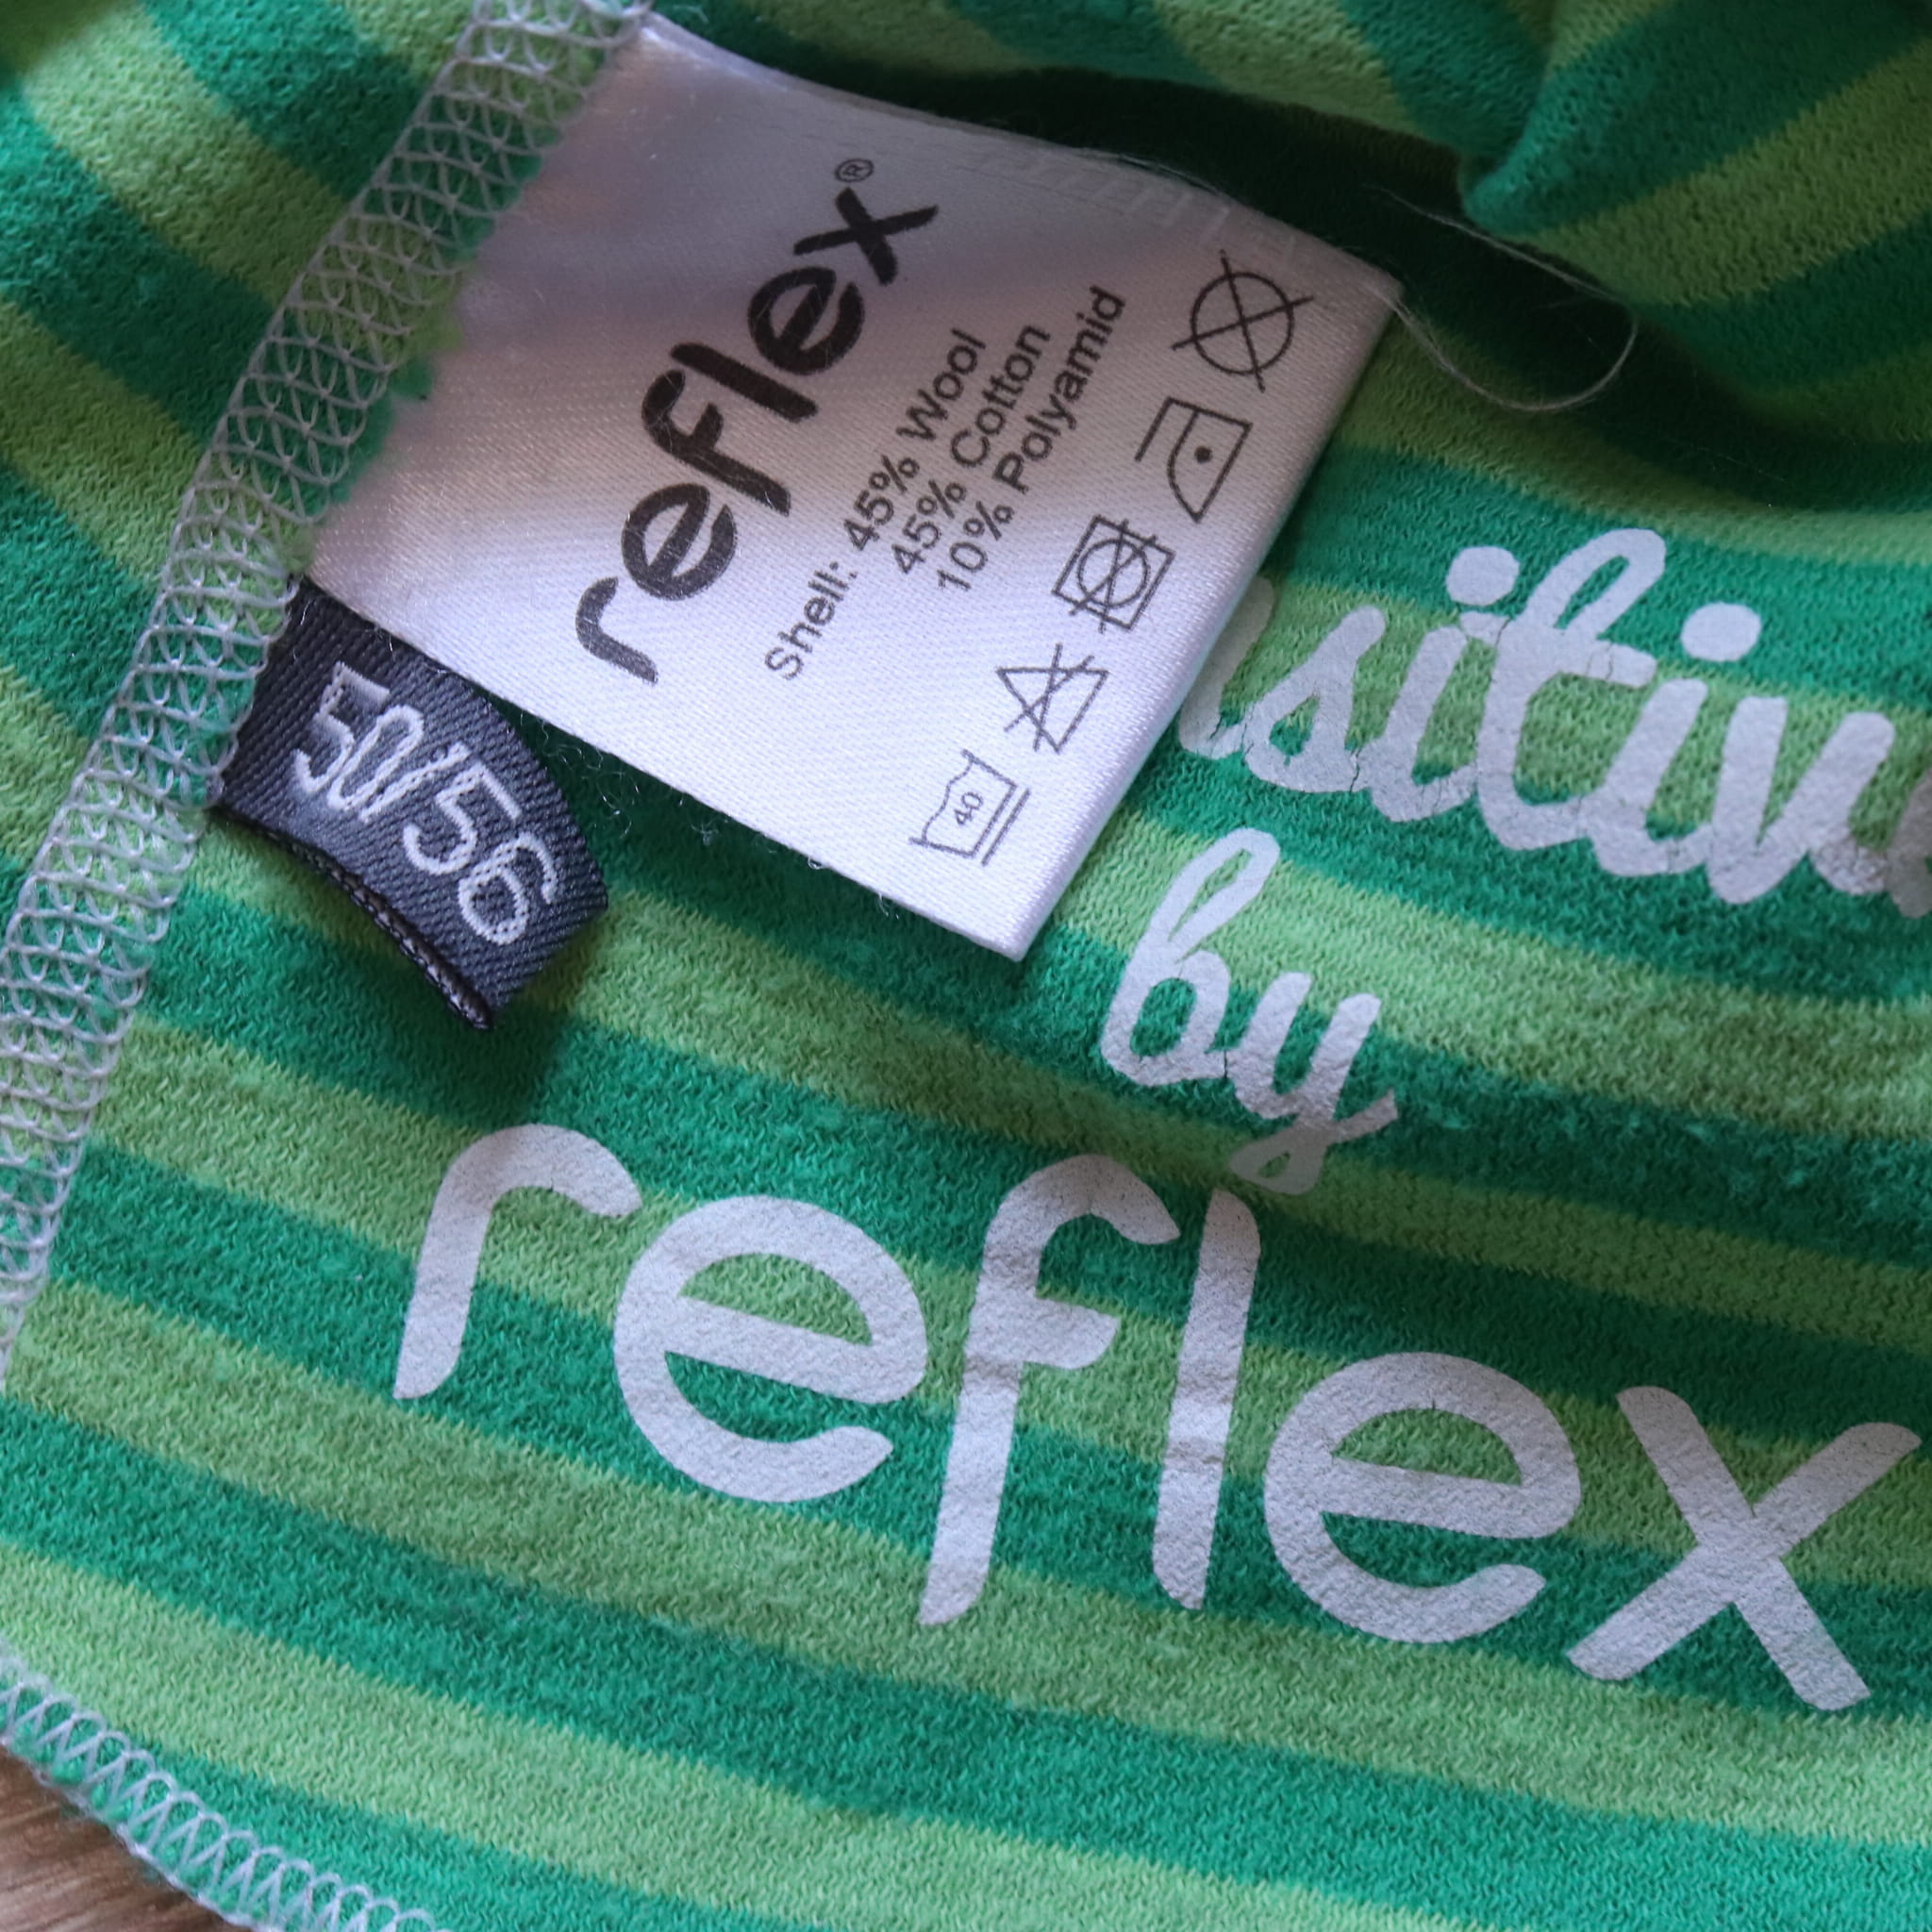 reflex®
Shell: 45% Wool
45% Cotton
10% Polyamid
40
50/56
by
reflex